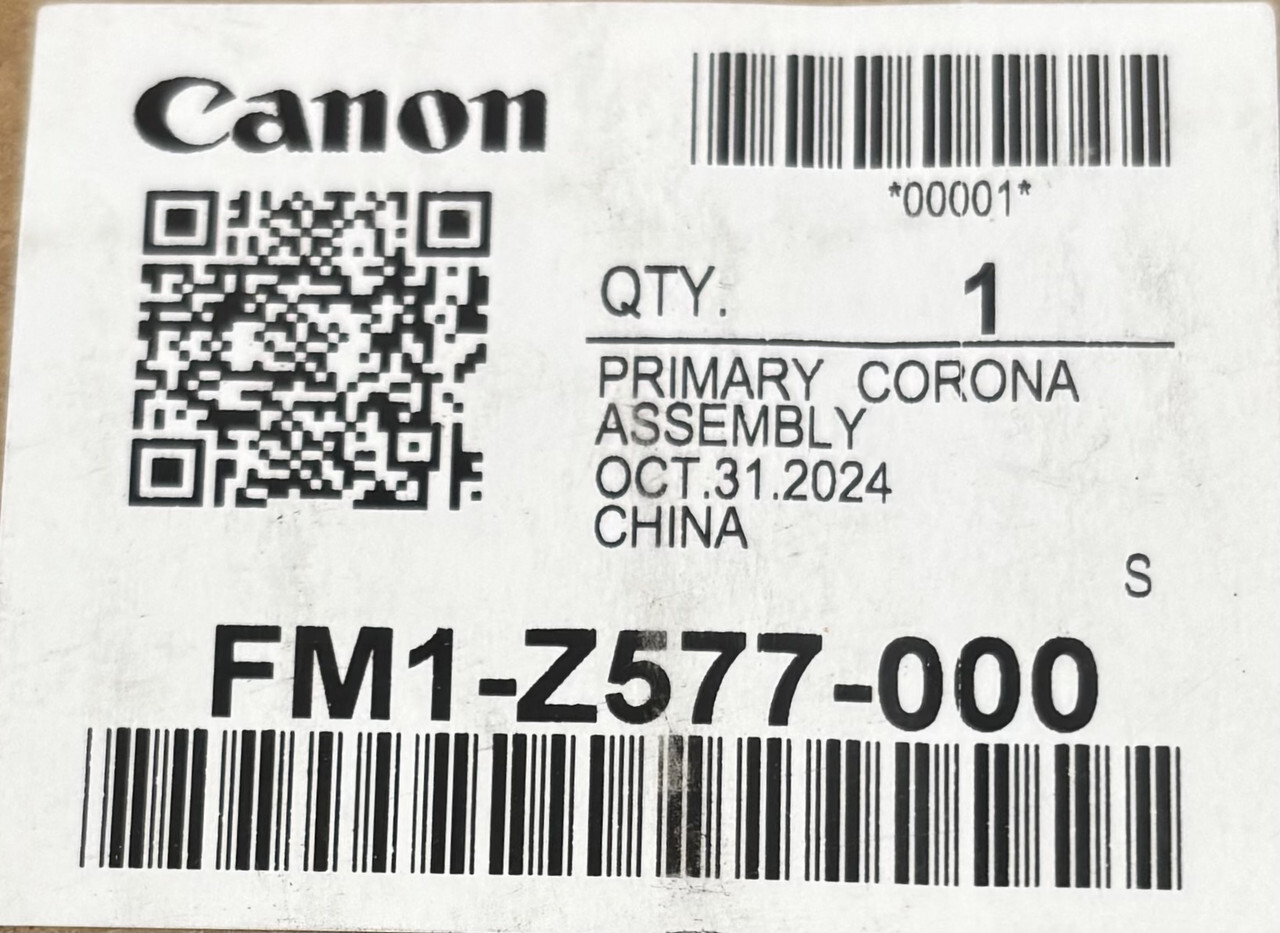 Canon
*00001*
QTY. 1
PRIMARY CORONA
ASSEMBLY
OCT.31.2024
CHINA
S
FM1-Z577-000